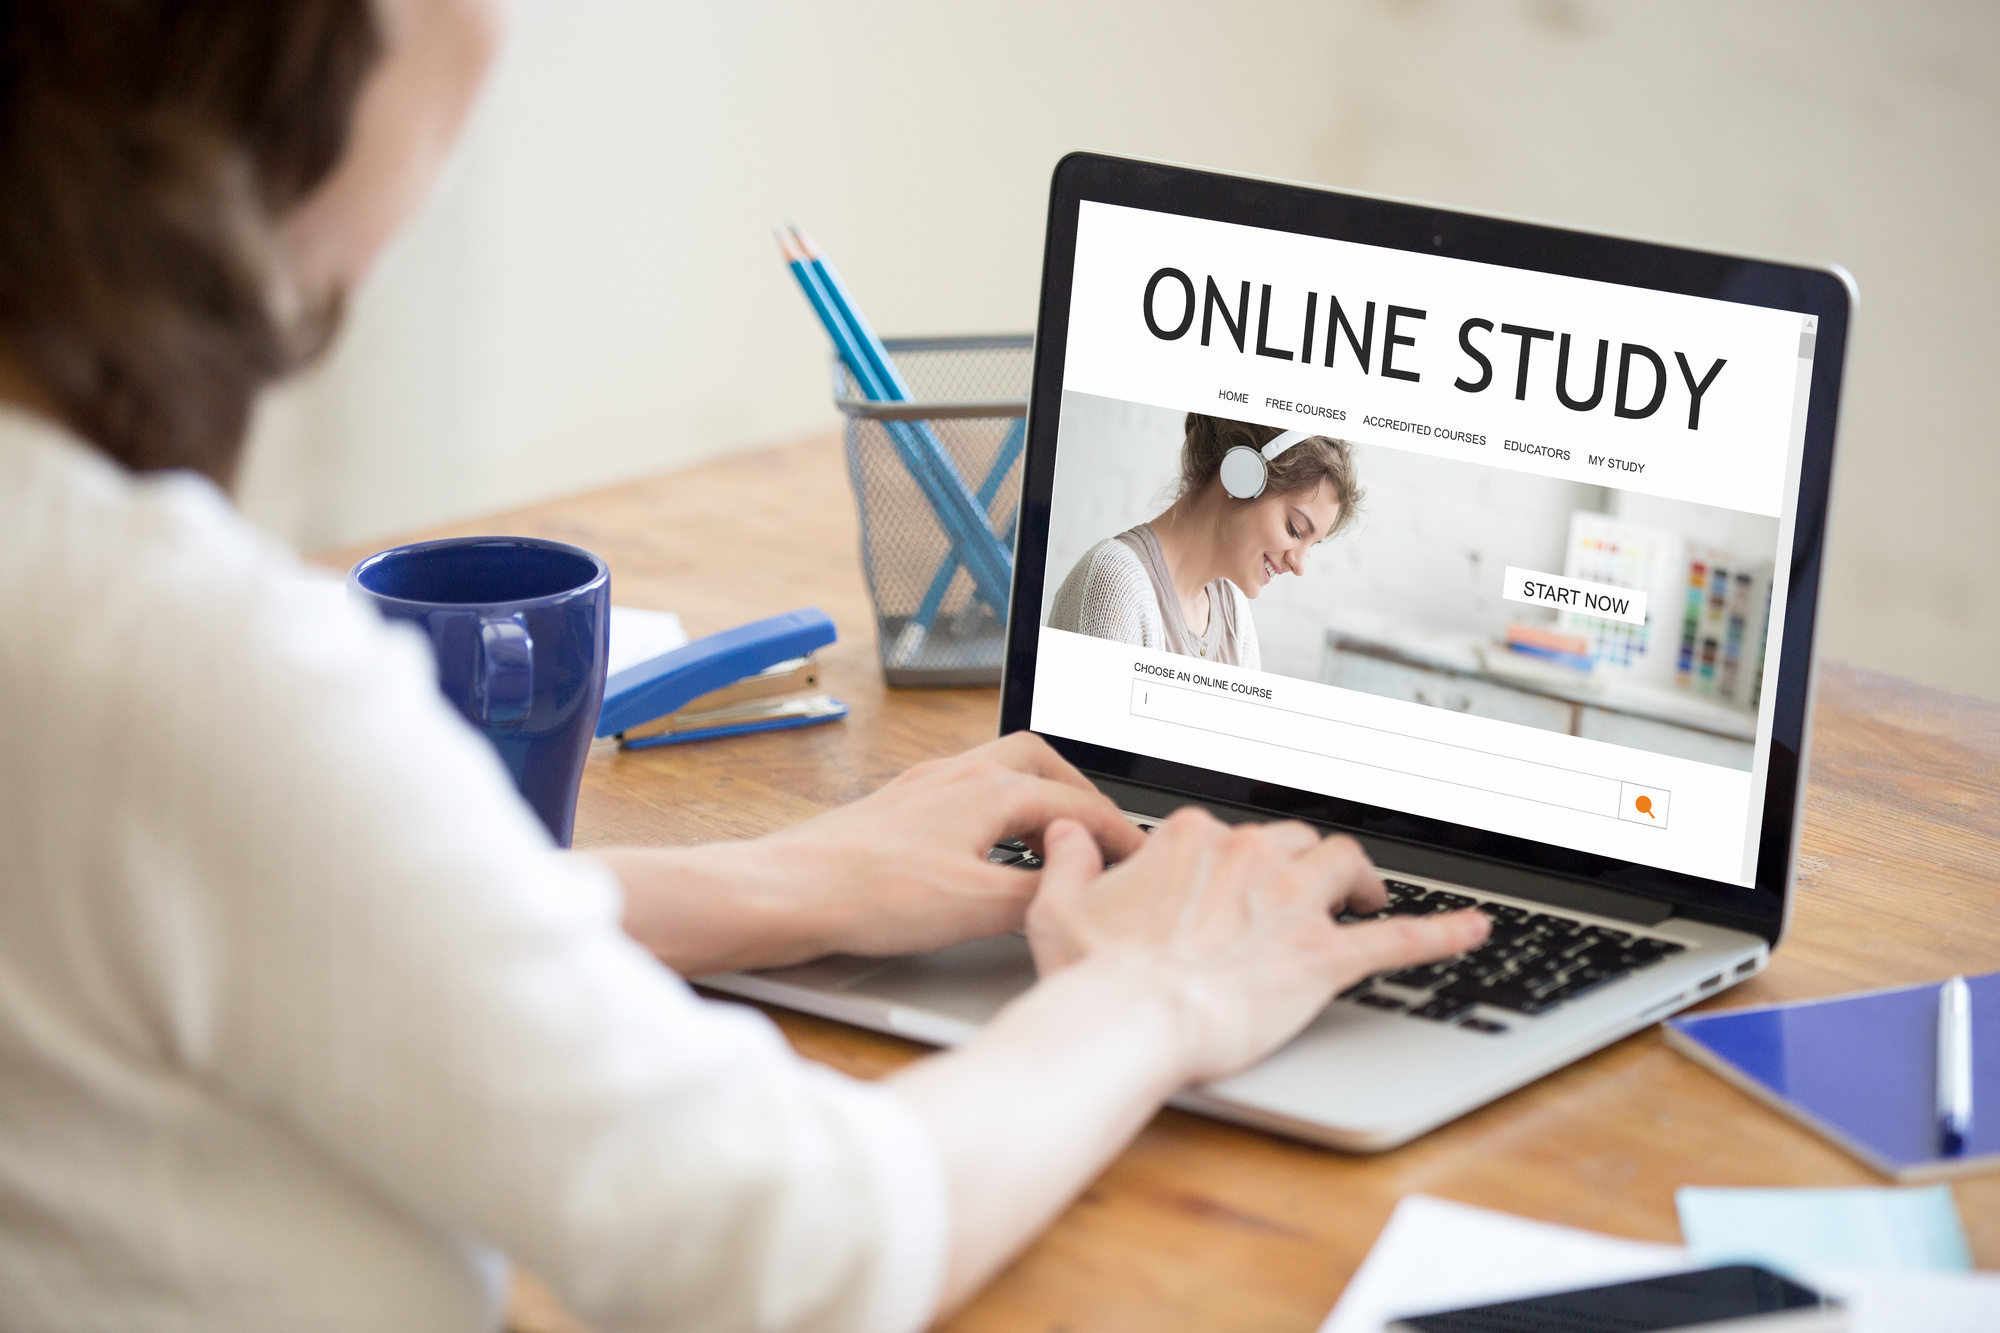 ONLINE STUDY
HOME FREE COURSES ACCREDITED COURSES EDUCATORS MY STUDY
START NOW
CHOOSE AN ONLINE COURSE